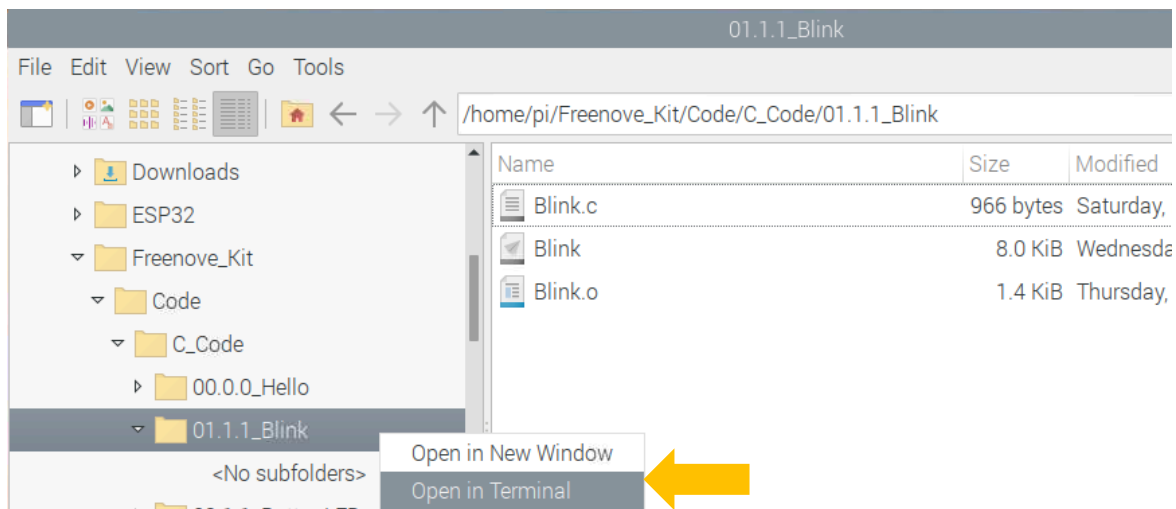 01.1.1_Blink
File Edit View Sort Go Tools
/home/pi/Freenove_Kit/Code/C_Code/01.1.1_Blink
Name Size Modified
Downloads
ESP32
Freenove_Kit
Code
C_Code
00.0.0_Hello
01.1.1_Blink
<No subfolders>
Blink.c 966 bytes Saturday,
Blink 8.0 KiB Wednesda
Blink.o 1.4 KiB Thursday,
Open in New Window
Open in Terminal